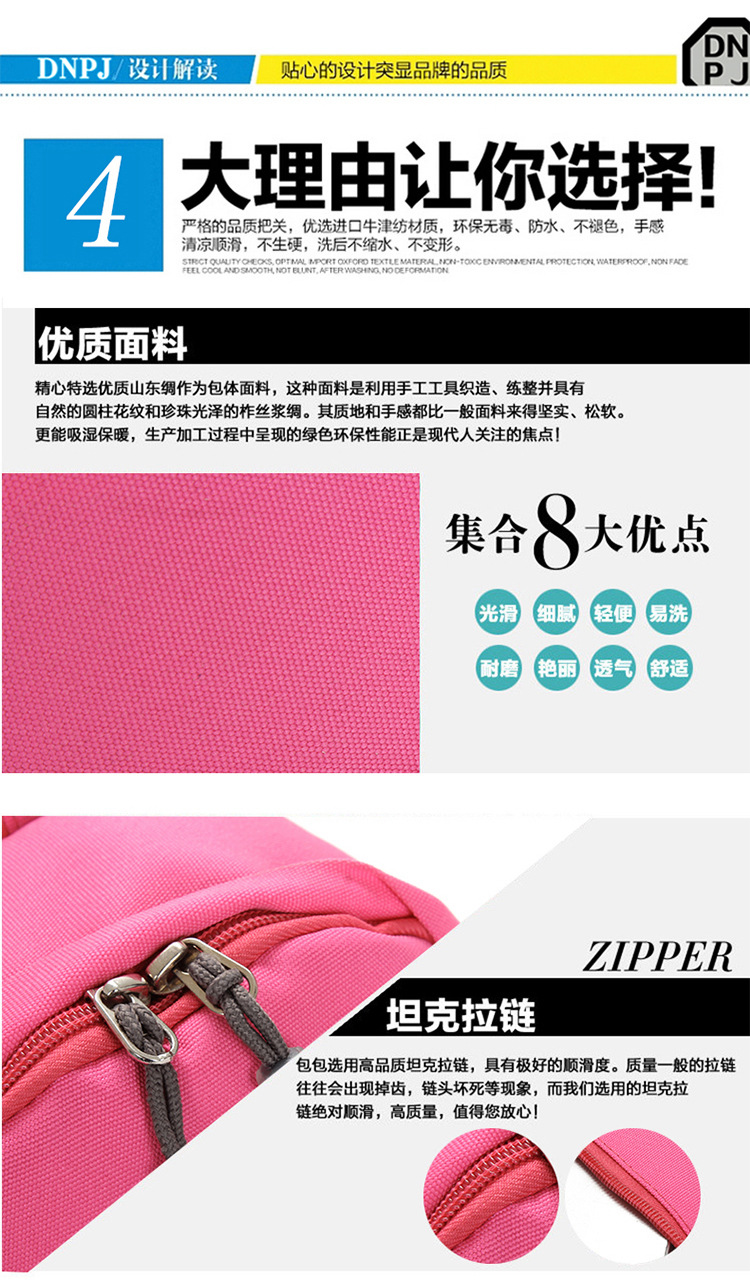 DNPJ/设计解读
贴心的设计突显品牌的品质
DN
PJ
4
大理由让你选择!
严格的品质把关，优选进口牛津纺材质，环保无毒、防水、不褪色，手感
清凉顺滑，不生硬，洗后不缩水、不变形。
STRICT QUALITY CHECKS, OPTIMAL IMPORT OXFORD TEXTILE MATERIAL, NON-TOXIC ENVIRONMENTAL PROTECTION, WATERPROOF, NON FADE
FEEL COOL AND SMOOTH, NOT BLUNT, AFTER WASHING, NO DEFORMATION.
优质面料
精心特选优质山东绸作为包体面料，这种面料是利用手工工具织造、练整并具有
自然的圆柱花纹和珍珠光泽的柞丝浆绸。其质地和手感都比一般面料来得坚实、松软。
更能吸湿保暖，生产加工过程中呈现的绿色环保性能正是现代人关注的焦点！
集合8大优点
光滑 细腻 轻便 易洗
耐磨 艳丽 透气 舒适
ZIPPER
坦克拉链
包包选用高品质坦克拉链，具有极好的顺滑度。质量一般的拉链
往往会出现掉齿，链头坏死等现象，而我们选用的坦克拉
链绝对顺滑，高质量，值得您放心！